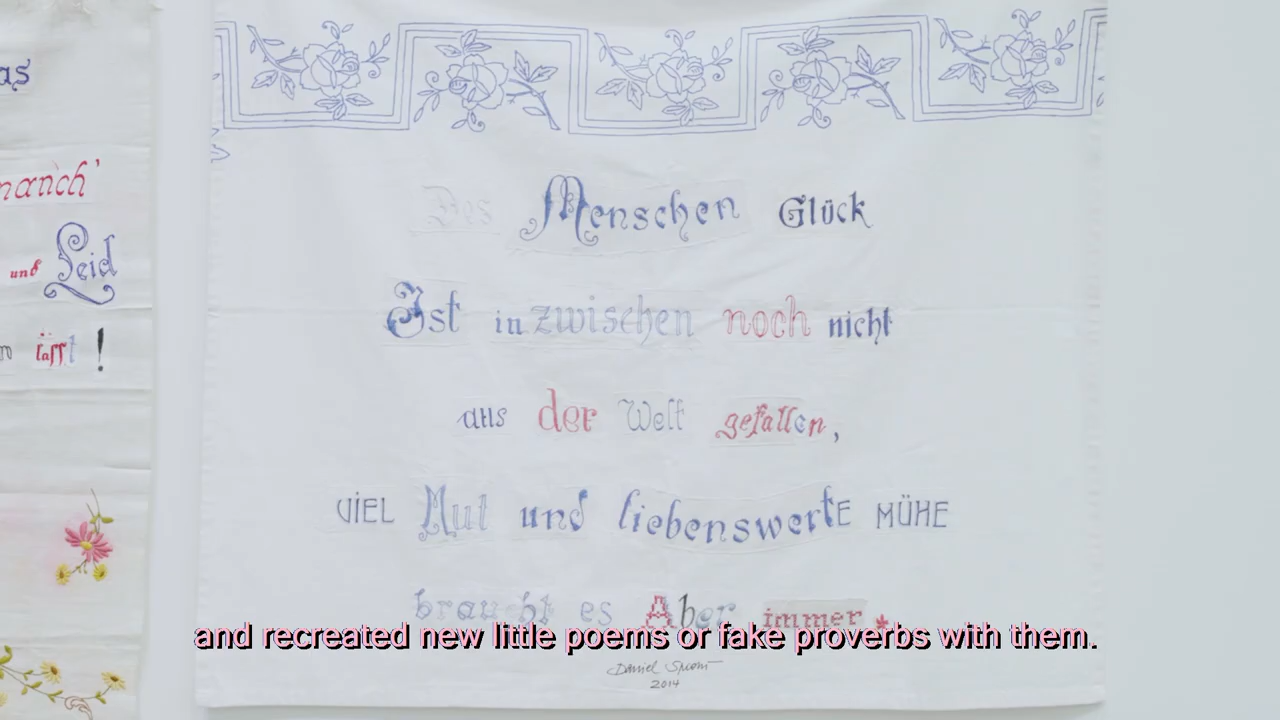 as
manch'
und Leid
lässt!
Des Menschen Glück
Ist inzwischen noch nicht
aus der Welt gefallen,
VIEL Mut und liebenswertE MÜHE
braucht es Aber immer *
and recreated new little poems or fake proverbs with them.
Daniel Spoerri
2014